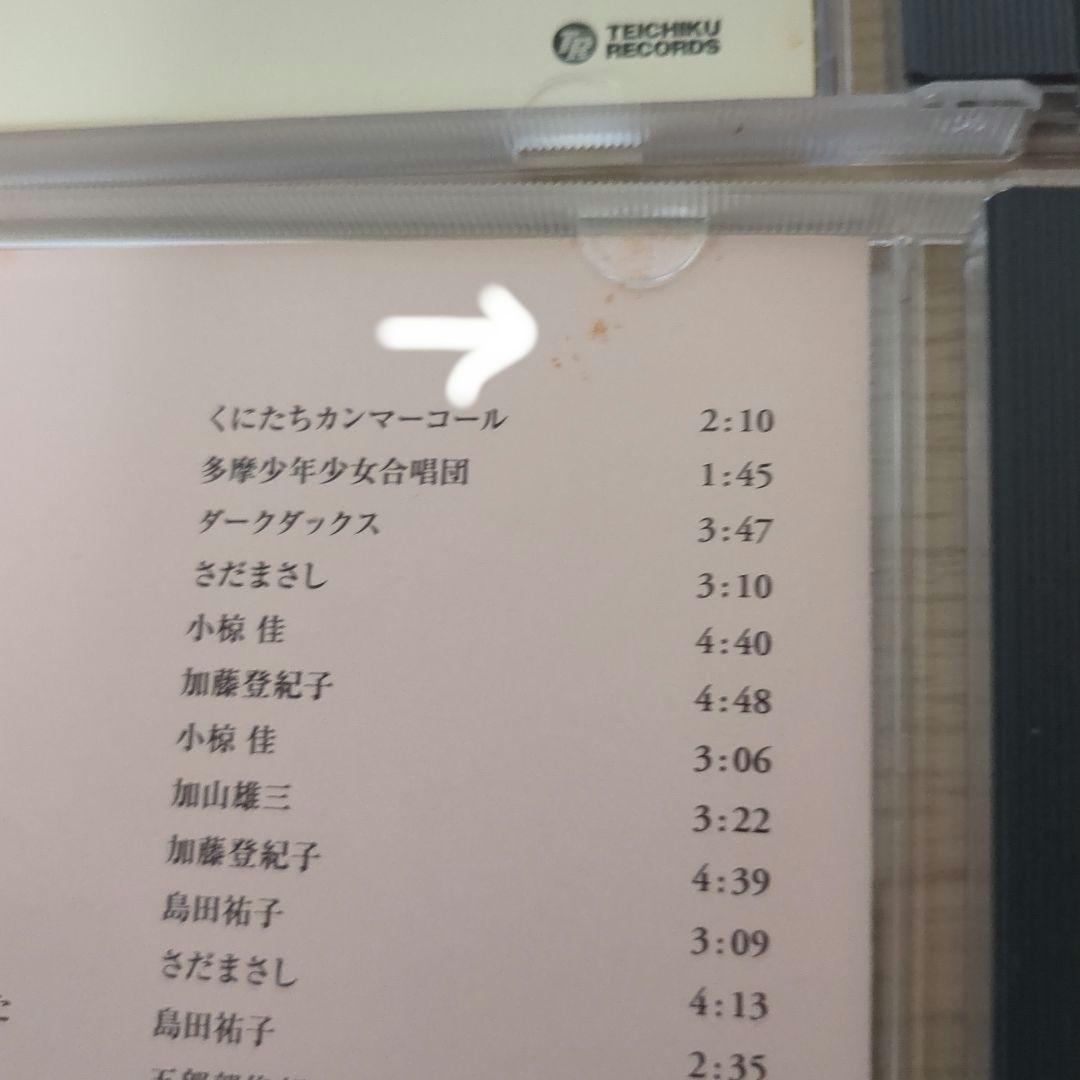 TR
TEICHIKU
RECORDS
くにたちカンマーコール 2:10
多摩少年少女合唱団 1:45
ダークダックス 3:47
さだまさし 3:10
小椋 佳 4:40
加藤登紀子 4:48
小椋 佳 3:06
加山雄三 3:22
加藤登紀子 4:39
島田祐子 3:09
さだまさし 4:13
島田祐子 2:35